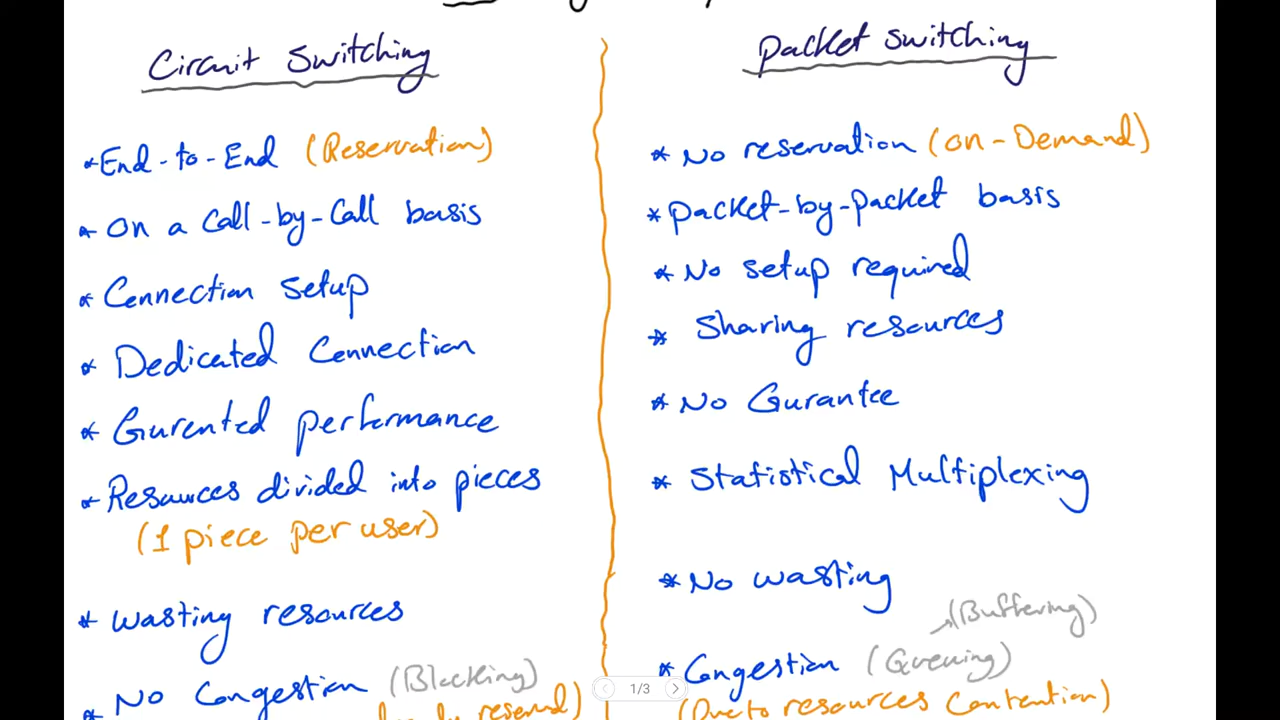 Circuit Switching
*End-to-End (Reservation)
* On a Call-by-Call basis
* Connection Setup
* Dedicated Connection
* Gurented performance
* Resources divided into pieces
(1 piece per user)
* Wasting resources
* No Congestion (Blocking)
reserved)
Packet Switching
* No reservation (on-Demand)
* Packet-by-packet basis
* No setup required
* Sharing resources
* No Gurantee
* Statistical Multiplexing
* No wasting
(Buffering)
* Congestion (Queuing)
(Due to resources Contention)
1/3